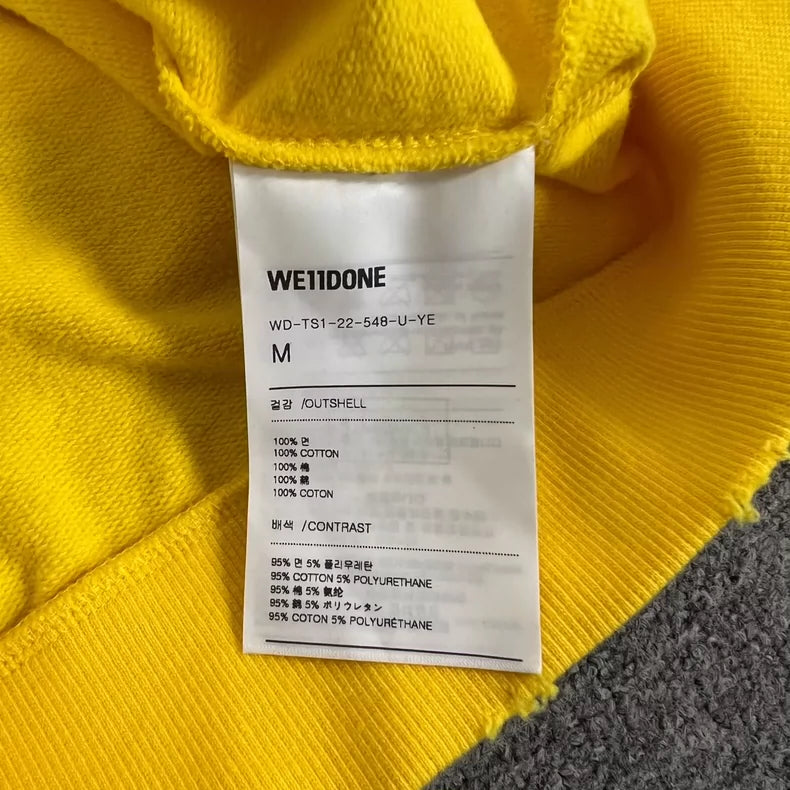 WE11DONE
WD-TS1-22-548-U-YE
M
겉감 /OUTSHELL
100% 면
100% COTTON
100% 棉
100% 綿
100% COTON
배색 /CONTRAST
95% 면 5% 폴리우레탄
95% COTTON 5% POLYURETHANE
95% 棉 5% 氨纶
95% 綿 5% ポリウレタン
95% COTON 5% POLYURÉTHANE